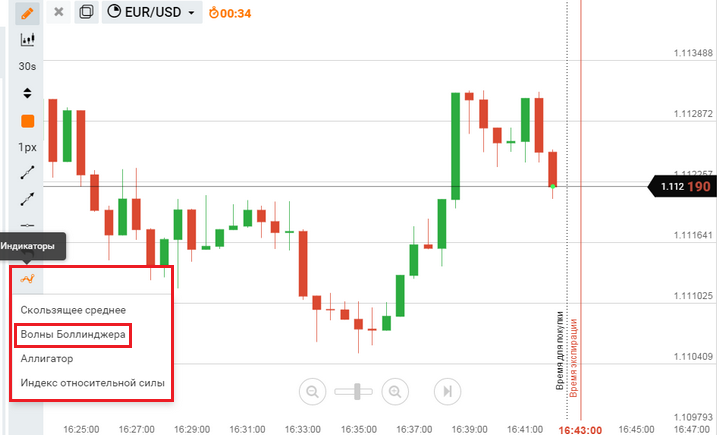 EUR/USD
00:34
30s
1px
Индикаторы
Скользящее среднее
Волны Боллинджера
Аллигатор
Индекс относительной силы
1.113488
1.112872
1.112257
1.112 190
1.111641
1.111025
1.110409
1.109793
Время для покупки
Время экспирации
16:25:00 16:27:00 16:29:00 16:31:00 16:33:00 16:35:00 16:37:00 16:39:00 16:41:00 16:43:00 16:45:00 16:47:00